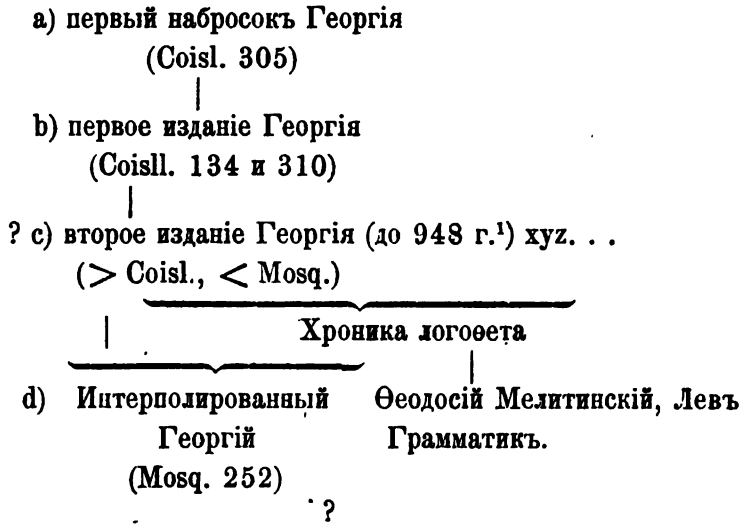 a) первый набросокъ Георгія
(Coisl. 305)
b) первое изданіе Георгія
(Coisll. 134 и 310)
? c) второе изданіе Георгія (до 948 г.¹) xyz. . .
(> Coisl., < Mosq.)
Хроника логоѳета
d) Интерполированный
Георгій
(Mosq. 252)
?
Ѳеодосій Мелитинскій, Левъ
Грамматикъ.